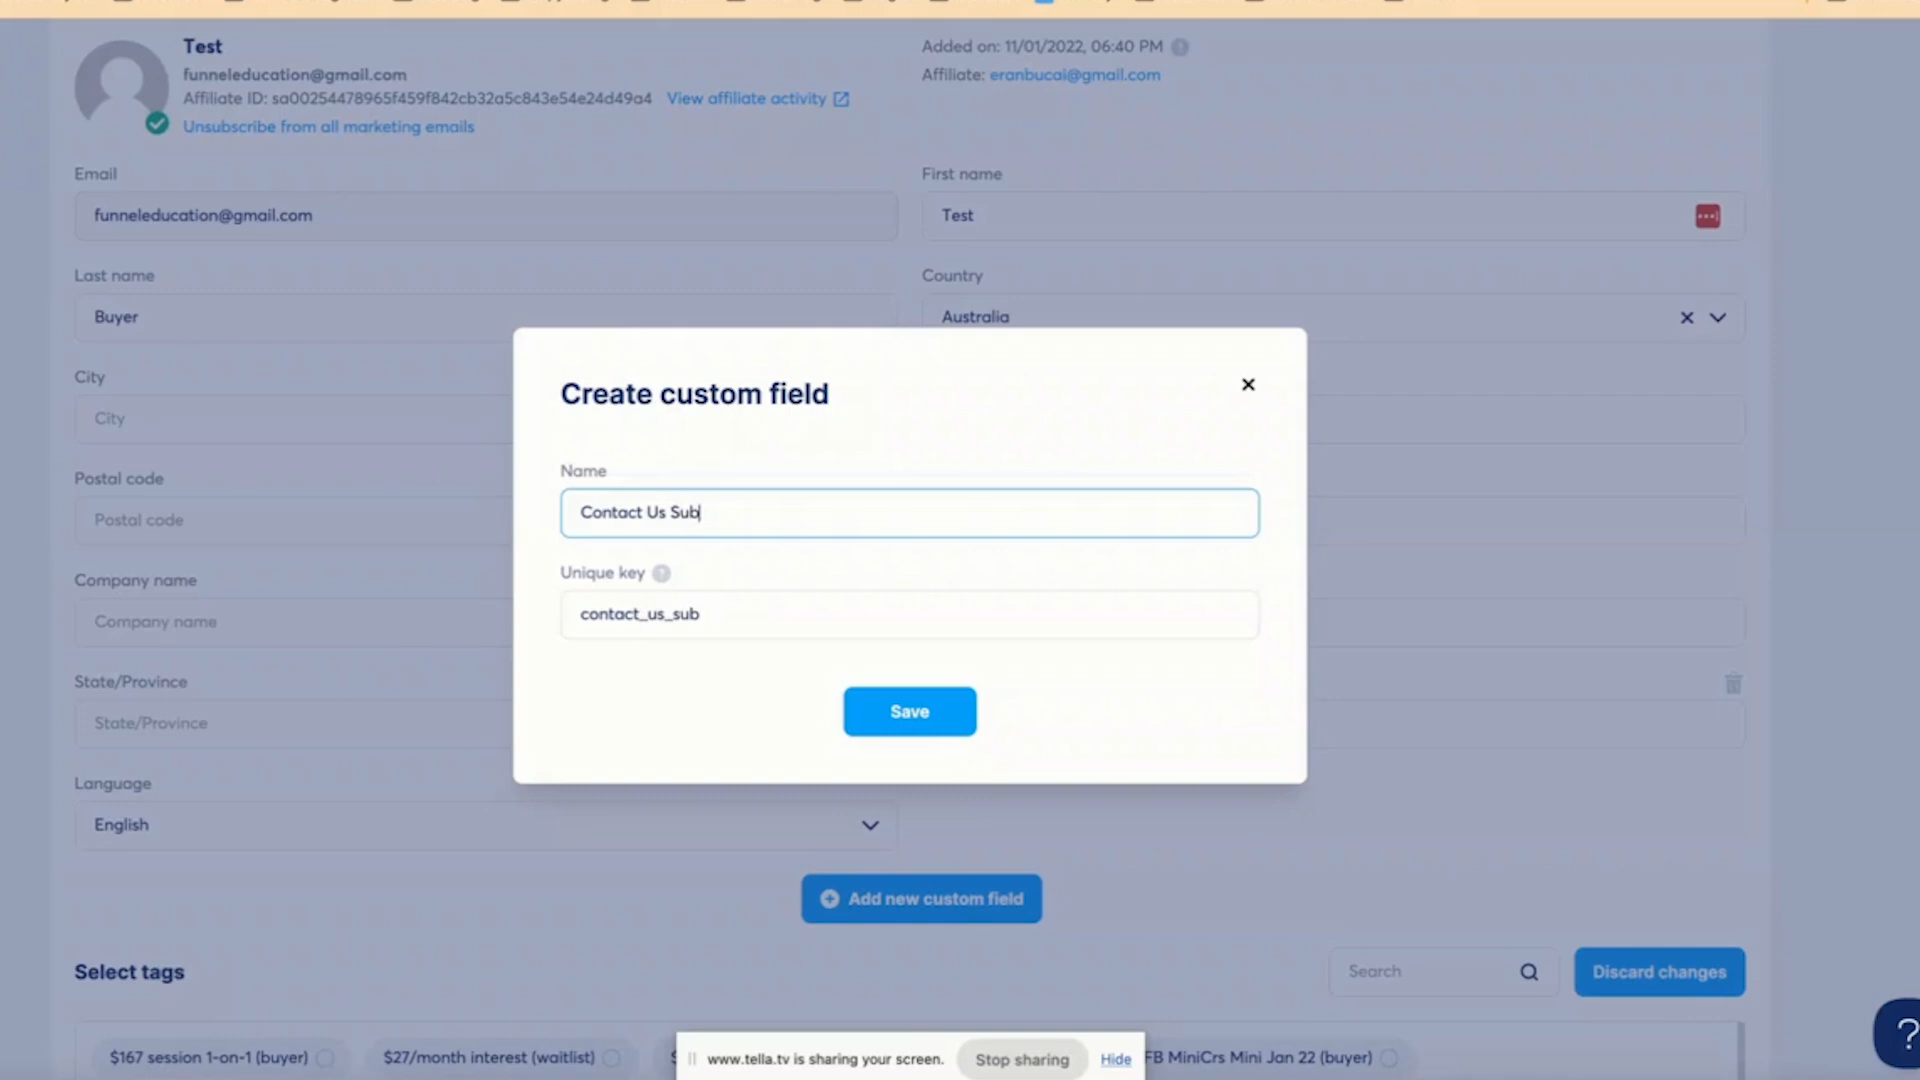 Test
funneleducation@gmail.com
Affiliate ID: sa00254478965f459f842cb32a5c843e54e24d49a4 View affiliate activity
Unsubscribe from all marketing emails
Added on: 11/01/2022, 06:40 PM
Affiliate: eranbucai@gmail.com
Email
funneleducation@gmail.com
First name
Test
Last name
Buyer
Country
Australia
City
City
Postal code
Postal code
Company name
Company name
State/Province
State/Province
Language
English
Create custom field
Name
Contact Us Sub
Unique key
contact_us_sub
Save
Add new custom field
Select tags
Search
Discard changes
$167 session 1-on-1 (buyer)
$27/month interest (waitlist)
FB MiniCrs Mini Jan 22 (buyer)
www.tella.tv is sharing your screen.
Stop sharing
Hide